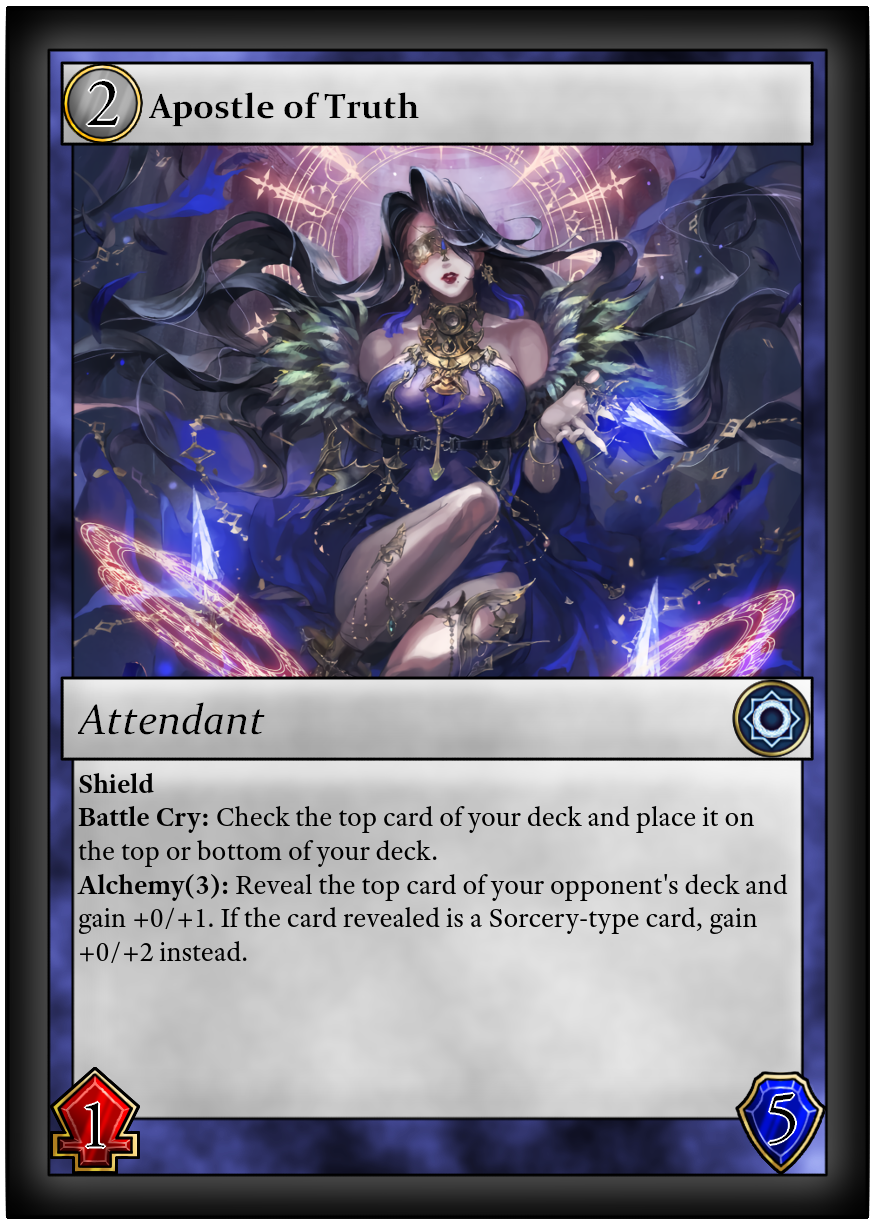 2 Apostle of Truth
Attendant
Shield
Battle Cry: Check the top card of your deck and place it on
the top or bottom of your deck.
Alchemy(3): Reveal the top card of your opponent's deck and
gain +0/+1. If the card revealed is a Sorcery-type card, gain
+0/+2 instead.
1
5